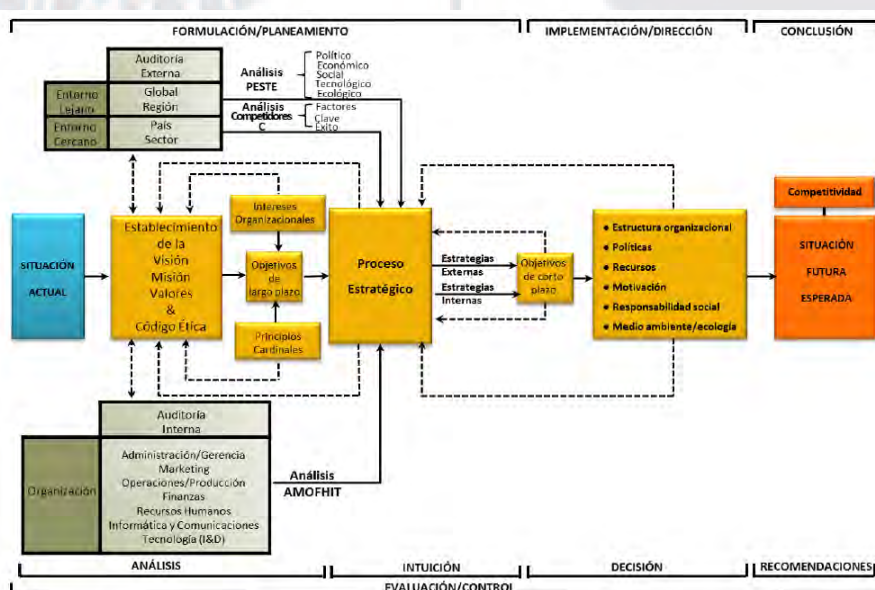 FORMULACIÓN/PLANEAMIENTO
IMPLEMENTACIÓN/DIRECCIÓN
CONCLUSIÓN
Auditoría
Externa
Entorno
Lejano
Global
Región
Entorno
Cercano
País
Sector
Análisis
PESTE
Político
Económico
Social
Tecnológico
Ecológico
Análisis
Competidores
C
Factores
Clave
Éxito
SITUACIÓN
ACTUAL
Establecimiento
de la
Visión
Misión
Valores
&
Código Ética
Intereses
Organizacionales
Objetivos
de
largo plazo
Principios
Cardinales
Proceso
Estratégico
Estrategias
Externas
Estrategias
Internas
Objetivos
de corto
plazo
● Estructura organizacional
● Políticas
● Recursos
● Motivación
● Responsabilidad social
● Medio ambiente/ecología
Competitividad
SITUACIÓN
FUTURA
ESPERADA
Auditoría
Interna
Organización
Administración/Gerencia
Marketing
Operaciones/Producción
Finanzas
Recursos Humanos
Informática y Comunicaciones
Tecnología (I&D)
Análisis
AMOFHIT
ANÁLISIS
INTUICIÓN
DECISIÓN
RECOMENDACIONES
EVALUACIÓN/CONTROL